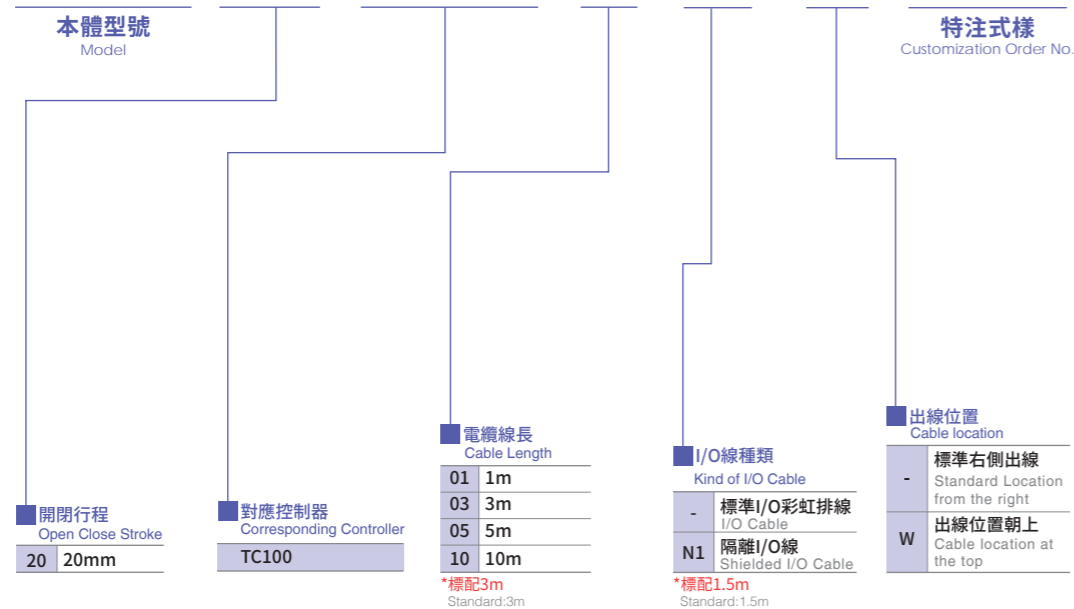 本體型號
Model
特注式樣
Customization Order No.
開閉行程
Open Close Stroke
20 20mm
對應控制器
Corresponding Controller
TC100
電纜線長
Cable Length
01 1m
03 3m
05 5m
10 10m
*標配3m
Standard:3m
I/O線種類
Kind of I/O Cable
- 標準I/O彩虹排線
I/O Cable
N1 隔離I/O線
Shielded I/O Cable
*標配1.5m
Standard:1.5m
出線位置
Cable location
- 標準右側出線
Standard Location
from the right
W 出線位置朝上
Cable location at
the top